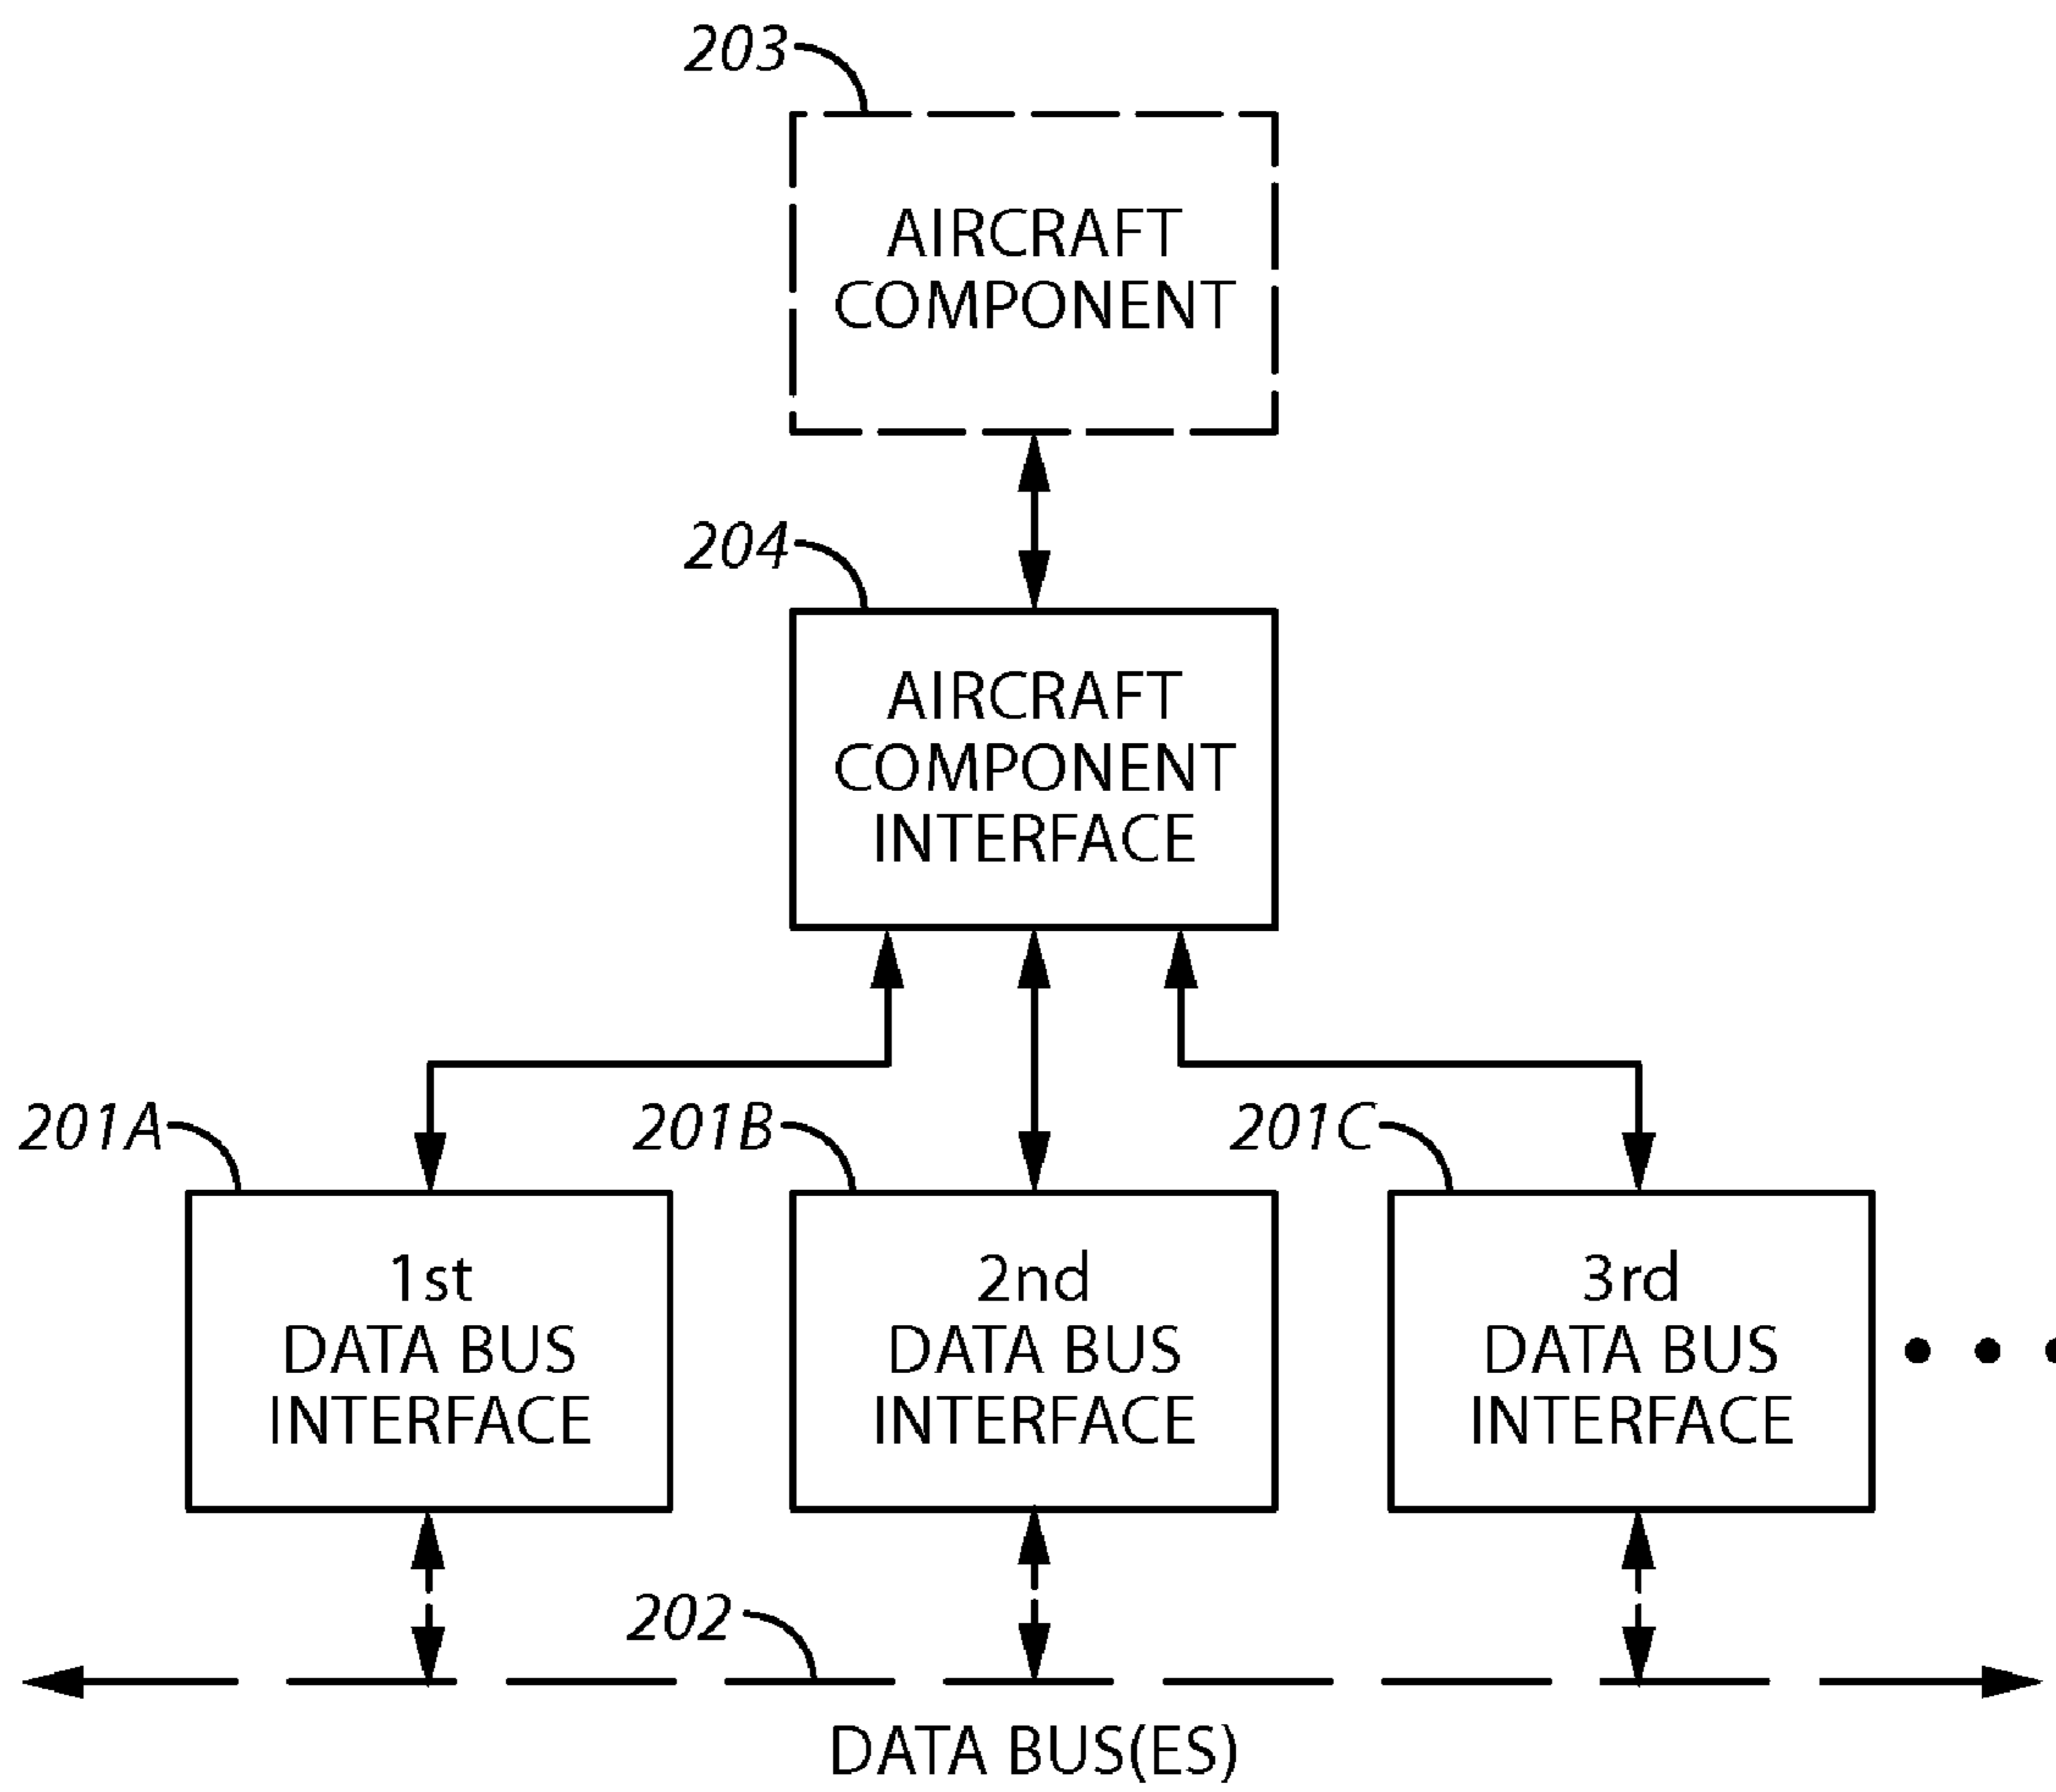 203
AIRCRAFT
COMPONENT
204
AIRCRAFT
COMPONENT
INTERFACE
201A
201B
201C
1st
DATA BUS
INTERFACE
2nd
DATA BUS
INTERFACE
3rd
DATA BUS
INTERFACE
202
DATA BUS(ES)